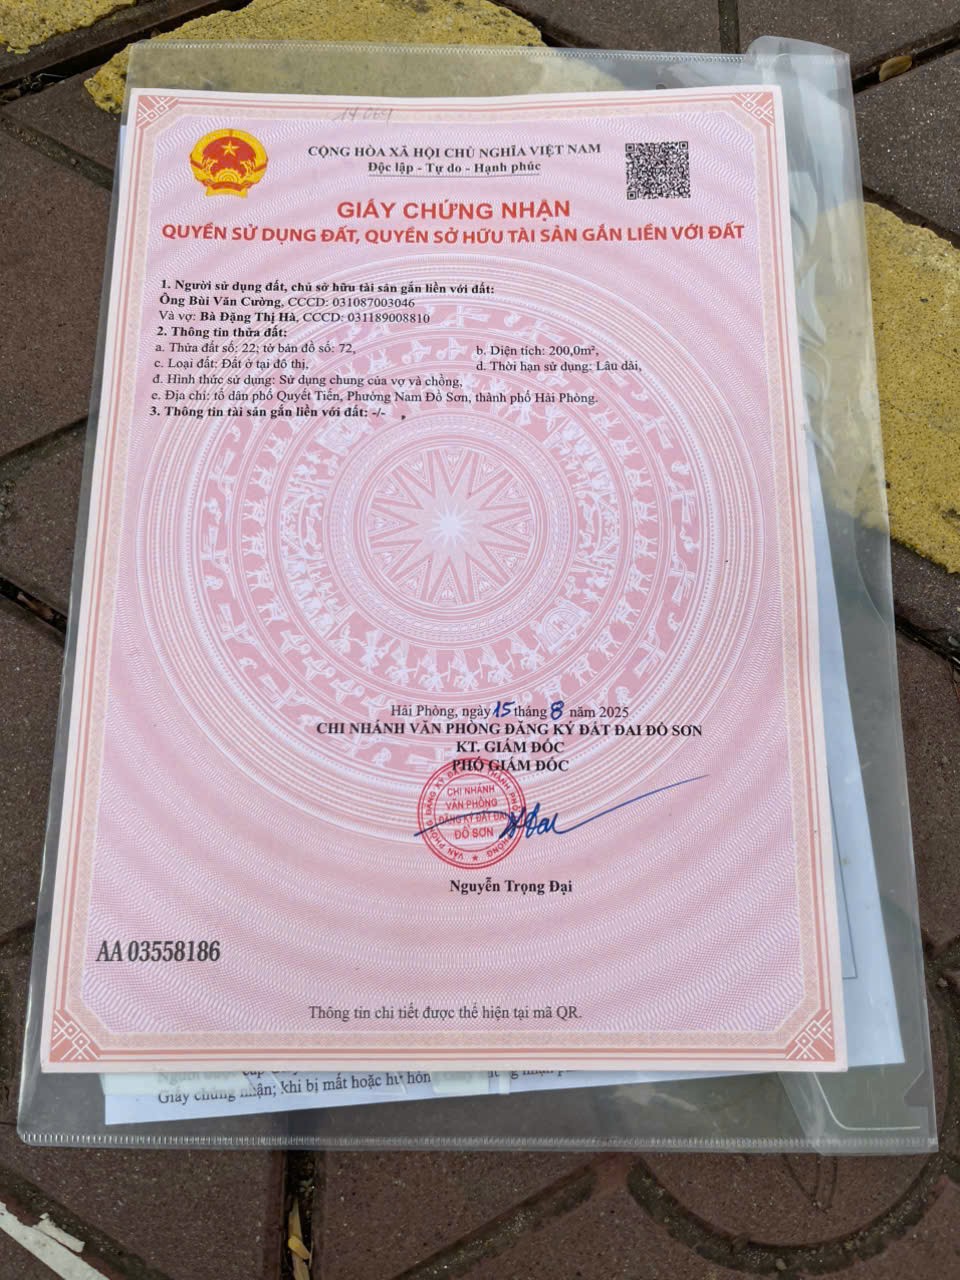 14 064
CỘNG HÒA XÃ HỘI CHỦ NGHĨA VIỆT NAM
Độc lập - Tự do - Hạnh phúc
GIẤY CHỨNG NHẬN
QUYỀN SỬ DỤNG ĐẤT, QUYỀN SỞ HỮU TÀI SẢN GẮN LIỀN VỚI ĐẤT
1. Người sử dụng đất, chủ sở hữu tài sản gắn liền với đất:
Ông Bùi Văn Cường, CCCD: 031087003046
Và vợ: Bà Đặng Thị Hà, CCCD: 031189008810
2. Thông tin thửa đất:
a. Thửa đất số: 22; tờ bản đồ số: 72, b. Diện tích: 200,0m²,
c. Loại đất: Đất ở tại đô thị, d. Thời hạn sử dụng: Lâu dài,
đ. Hình thức sử dụng: Sử dụng chung của vợ và chồng,
e. Địa chỉ: tổ dân phố Quyết Tiến, Phường Nam Đồ Sơn, thành phố Hải Phòng.
3. Thông tin tài sản gắn liền với đất: -/-
Hải Phòng, ngày 15 tháng 8 năm 2025
CHI NHÁNH VĂN PHÒNG ĐĂNG KÝ ĐẤT ĐAI ĐỒ SƠN
KT. GIÁM ĐỐC
PHÓ GIÁM ĐỐC
CHI NHÁNH
VĂN PHÒNG
ĐĂNG KÝ ĐẤT ĐAI
ĐỒ SƠN
Nguyễn Trọng Đại
AA 03558186
Thông tin chi tiết được thể hiện tại mã QR.
Giấy chứng nhận; khi bị mất hoặc hư hỏn